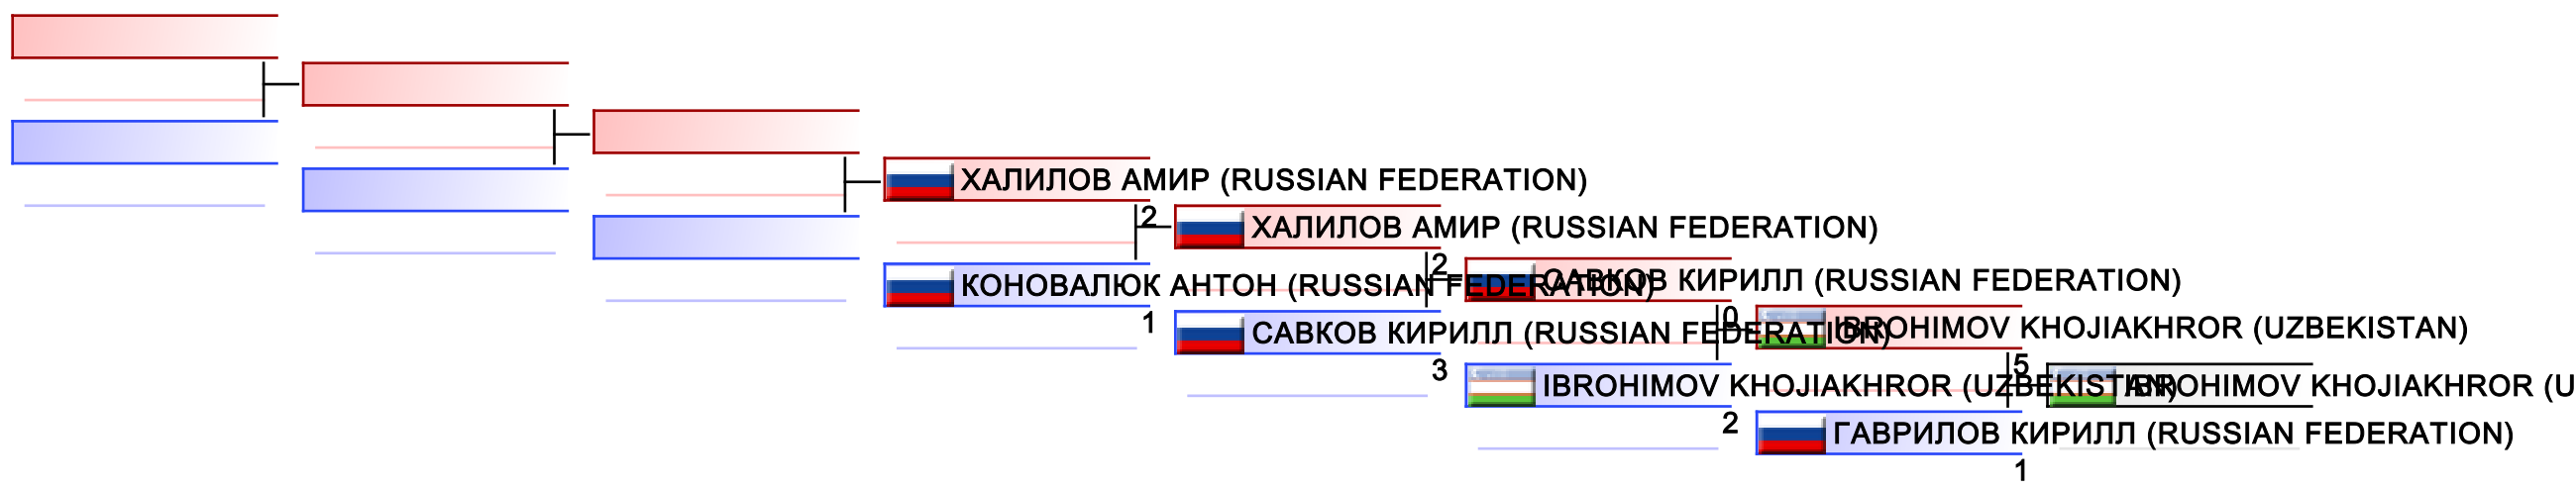 ХАЛИЛОВ АМИР (RUSSIAN FEDERATION)
2
ХАЛИЛОВ АМИР (RUSSIAN FEDERATION)
КОНОВАЛЮК АНТОН (RUSSIAN FEDERATION)
1
2
САВКОВ КИРИЛЛ (RUSSIAN FEDERATION)
САВКОВ КИРИЛЛ (RUSSIAN FEDERATION)
3
0
IBROHIMOV KHOJIAKHROR (UZBEKISTAN)
IBROHIMOV KHOJIAKHROR (UZBEKISTAN)
2
5
IBROHIMOV KHOJIAKHROR (U
ГАВРИЛОВ КИРИЛЛ (RUSSIAN FEDERATION)
1